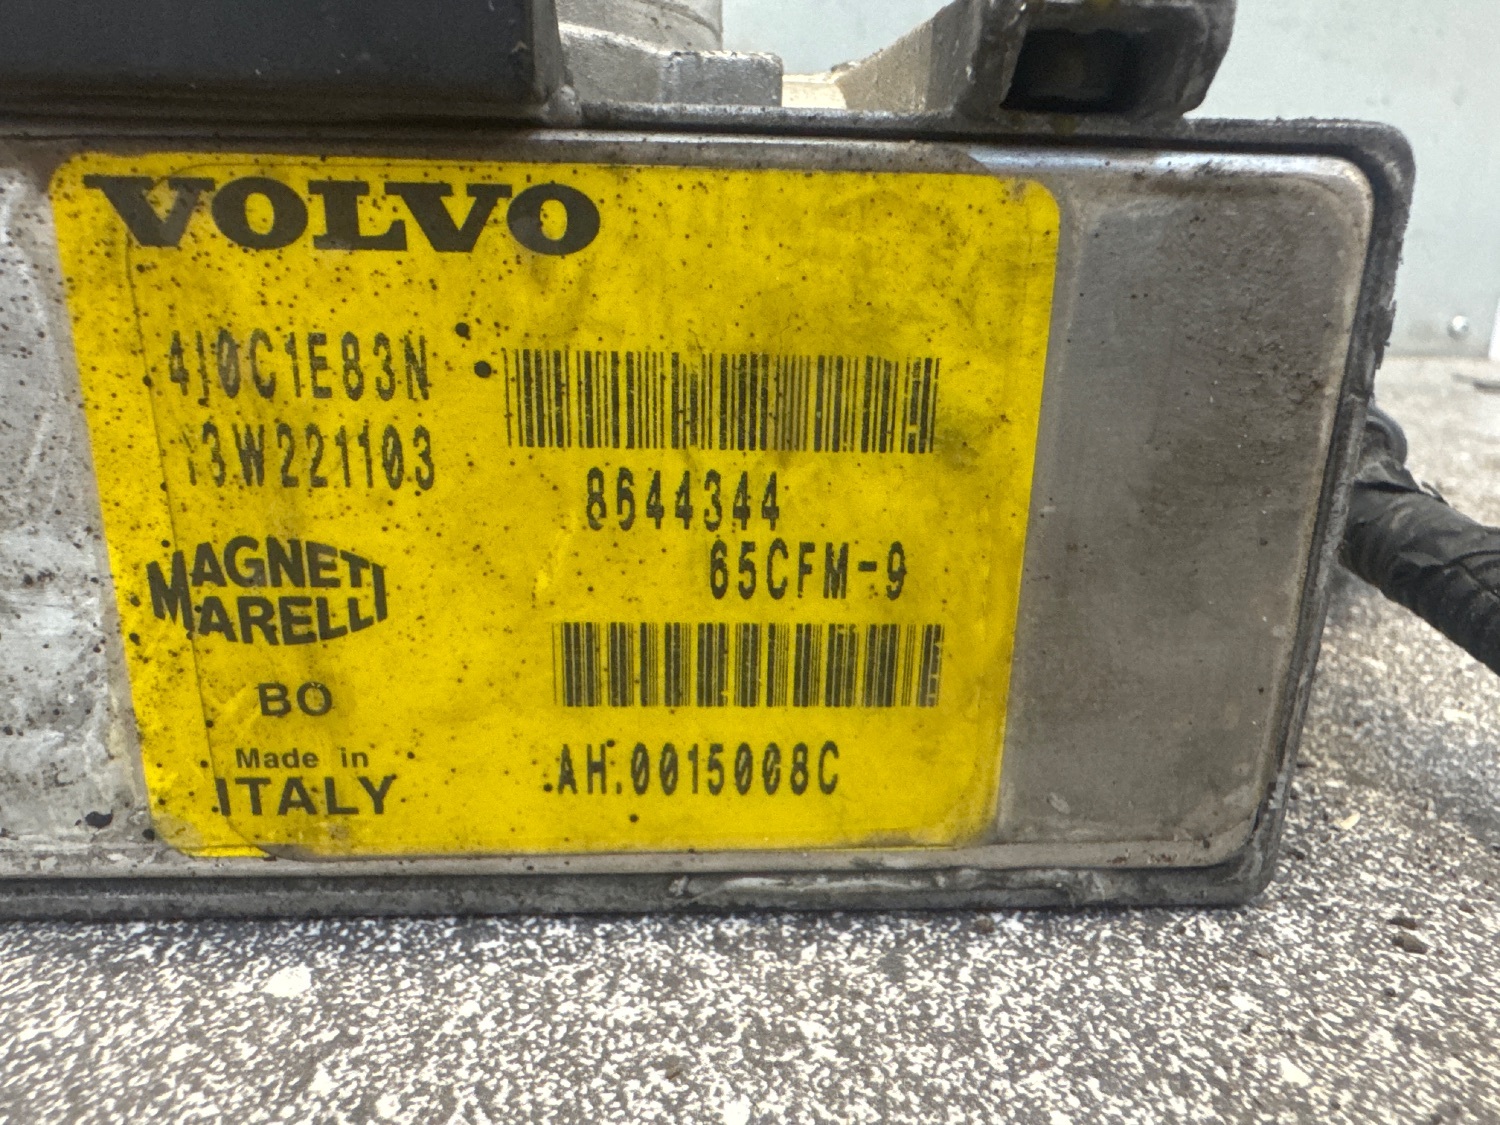 VOLVO
4J0C1E83N
13W221103
8644344
65CFM-9
MAGNETI
MARELLI
BO
Made in
ITALY
AH.0015008C